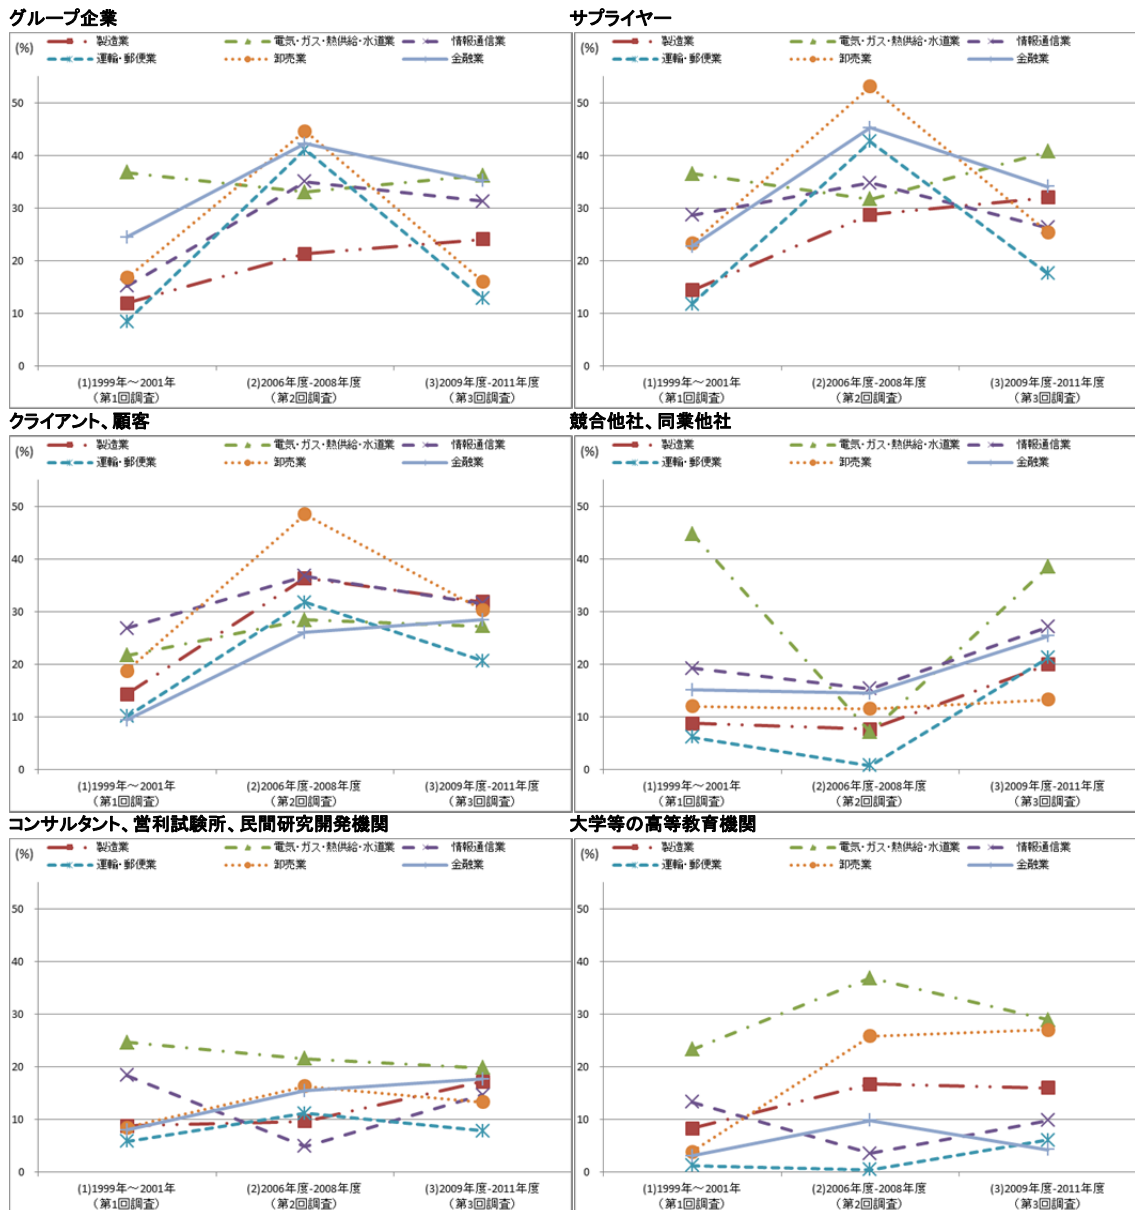 グループ企業
(%)
製造業
電気・ガス・熱供給・水道業
情報通信業
運輸・郵便業
卸売業
金融業
50
40
30
20
10
0
(1)1999年～2001年
（第1回調査）
(2)2006年度-2008年度
（第2回調査）
(3)2009年度-2011年度
（第3回調査）
サプライヤー
(%)
製造業
電気・ガス・熱供給・水道業
情報通信業
運輸・郵便業
卸売業
金融業
50
40
30
20
10
0
(1)1999年～2001年
（第1回調査）
(2)2006年度-2008年度
（第2回調査）
(3)2009年度-2011年度
（第3回調査）
クライアント、顧客
(%)
製造業
電気・ガス・熱供給・水道業
情報通信業
運輸・郵便業
卸売業
金融業
50
40
30
20
10
0
(1)1999年～2001年
（第1回調査）
(2)2006年度-2008年度
（第2回調査）
(3)2009年度-2011年度
（第3回調査）
競合他社、同業他社
(%)
製造業
電気・ガス・熱供給・水道業
情報通信業
運輸・郵便業
卸売業
金融業
50
40
30
20
10
0
(1)1999年～2001年
（第1回調査）
(2)2006年度-2008年度
（第2回調査）
(3)2009年度-2011年度
（第3回調査）
コンサルタント、営利試験所、民間研究開発機関
(%)
製造業
電気・ガス・熱供給・水道業
情報通信業
運輸・郵便業
卸売業
金融業
50
40
30
20
10
0
(1)1999年～2001年
（第1回調査）
(2)2006年度-2008年度
（第2回調査）
(3)2009年度-2011年度
（第3回調査）
大学等の高等教育機関
(%)
製造業
電気・ガス・熱供給・水道業
情報通信業
運輸・郵便業
卸売業
金融業
50
40
30
20
10
0
(1)1999年～2001年
（第1回調査）
(2)2006年度-2008年度
（第2回調査）
(3)2009年度-2011年度
（第3回調査）